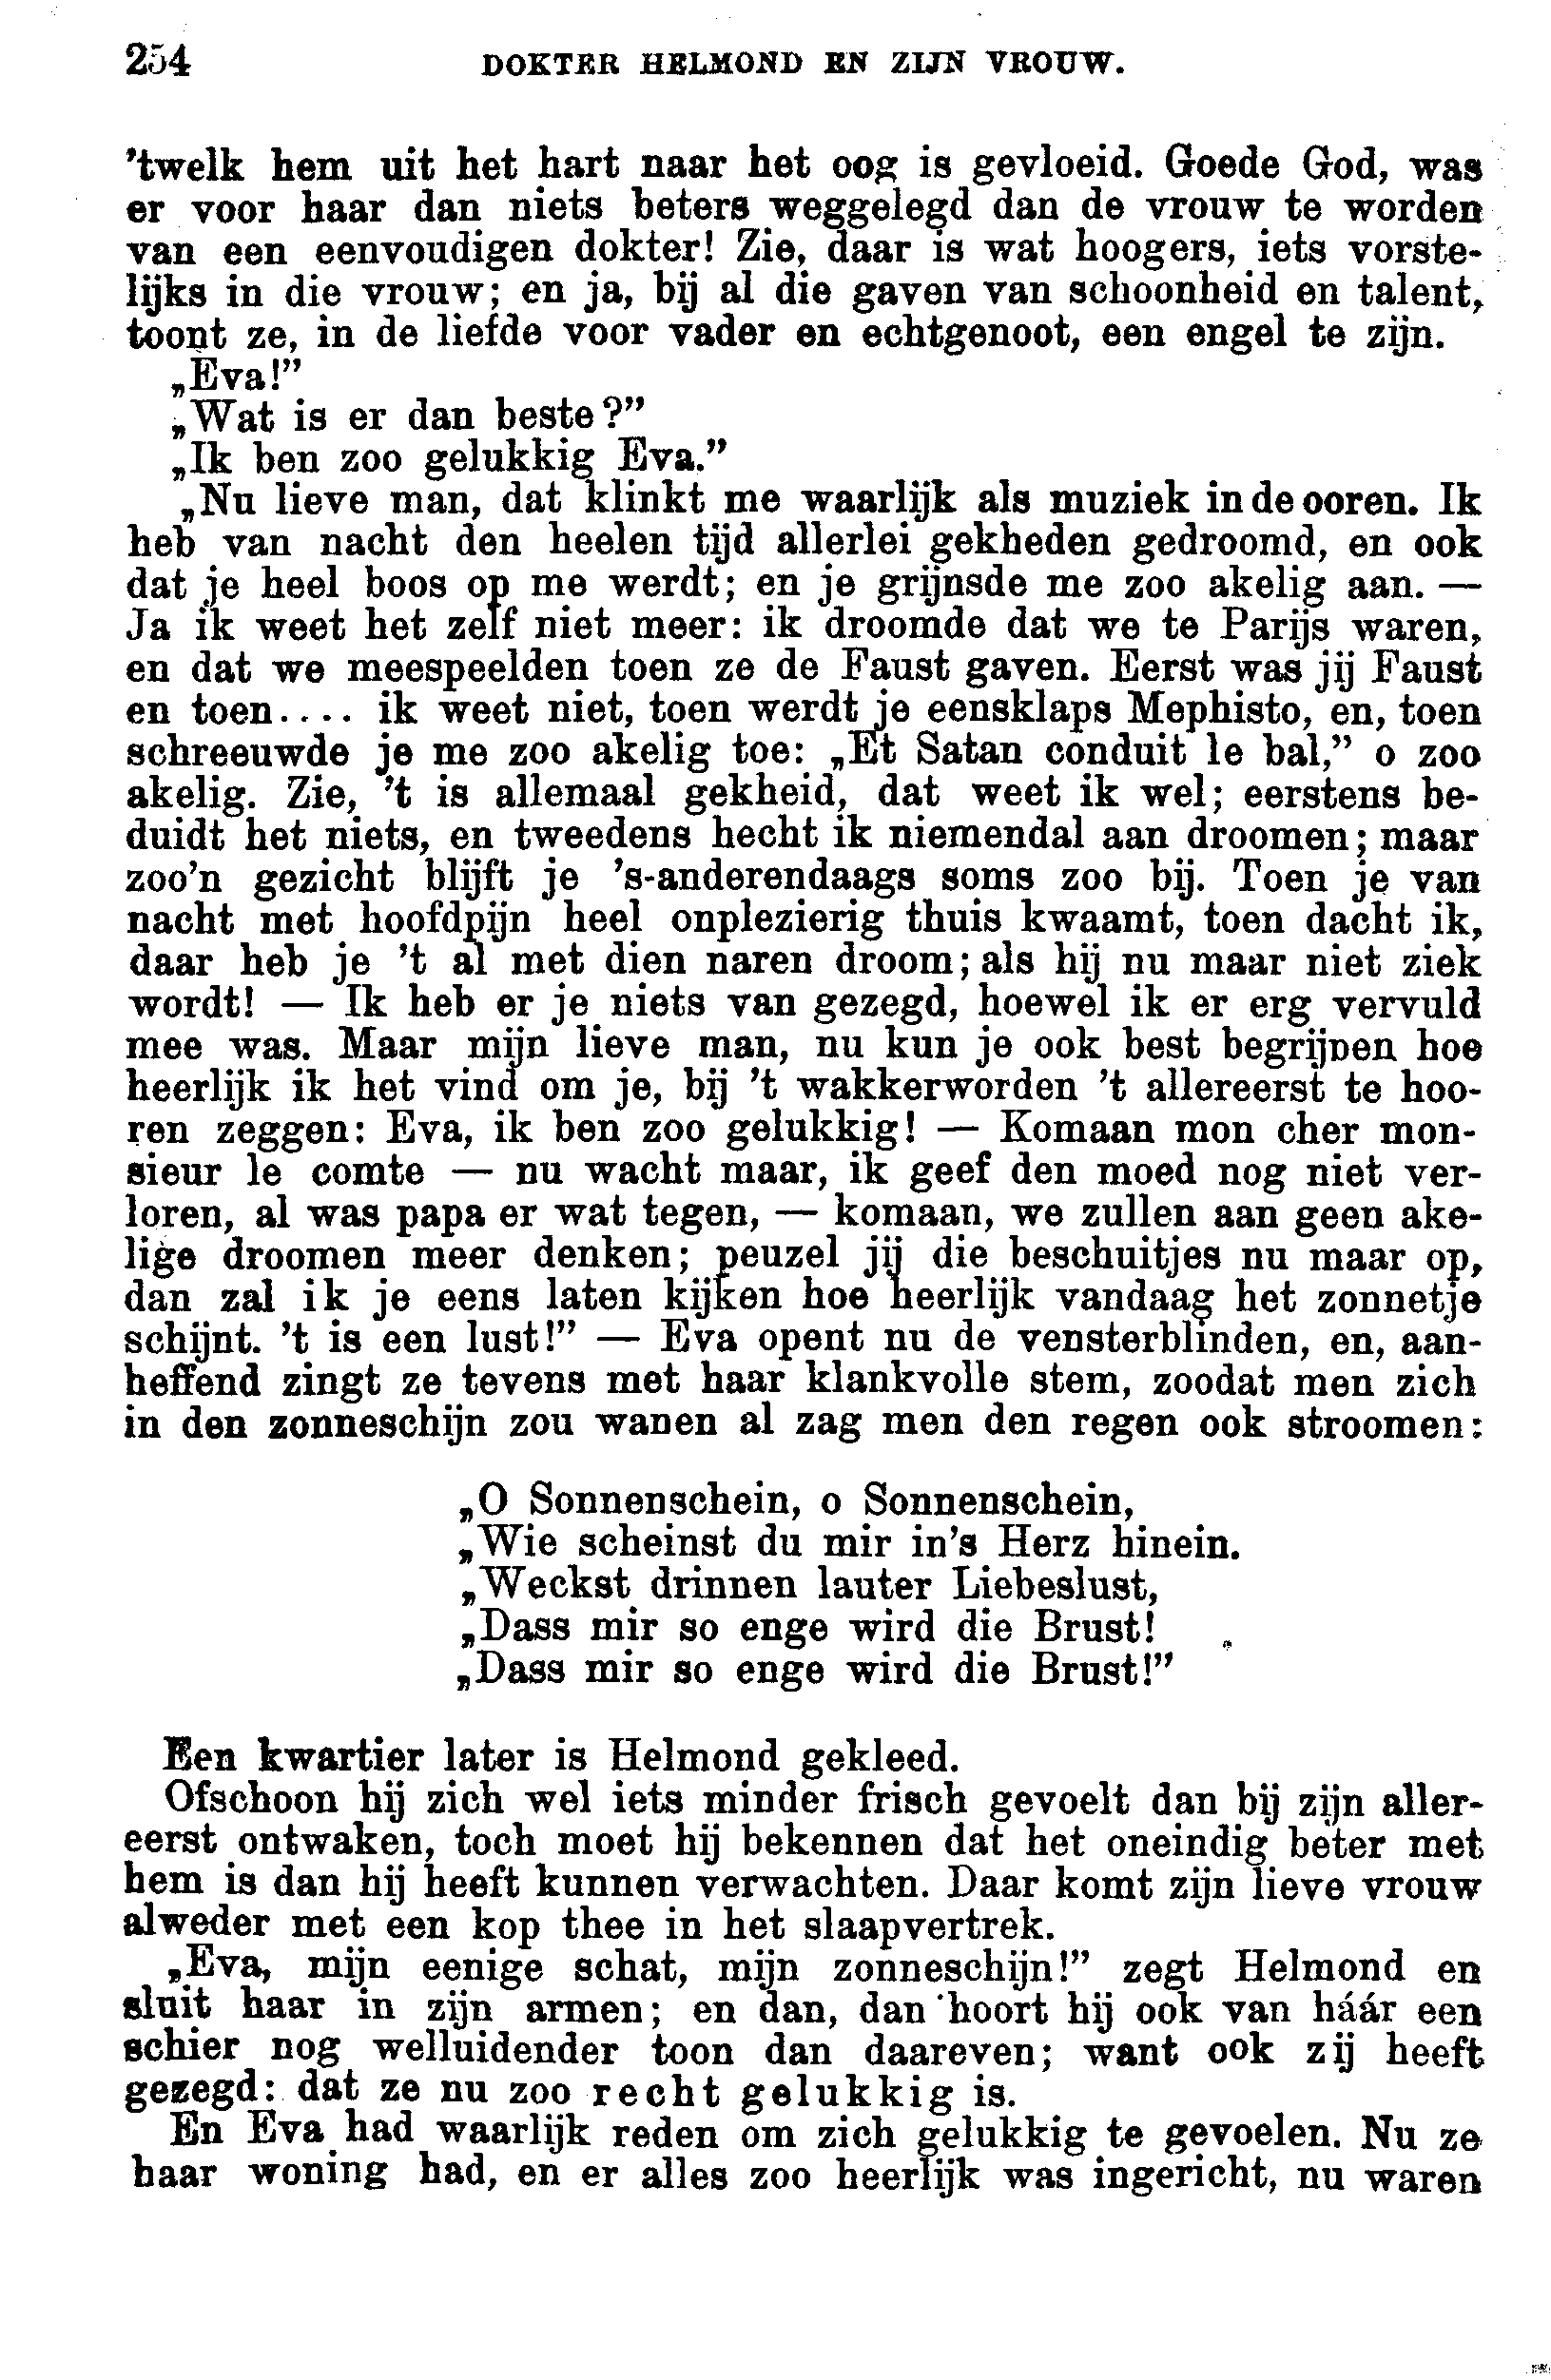 254 DOKTER HELMOND EN ZIJN VROUW.
'twelk hem uit het hart naar het oog is gevloeid. Goede God, was
er voor haar dan niets beters weggelegd dan de vrouw te worden
van een eenvoudigen dokter! Zie, daar is wat hoogers, iets vorste-
lijks in die vrouw; en ja, bij al die gaven van schoonheid en talent,
toont ze, in de liefde voor vader en echtgenoot, een engel te zijn.
„Eva!”
„Wat is er dan beste?”
„Ik ben zoo gelukkig Eva.”
„Nu lieve man, dat klinkt me waarlijk als muziek in de ooren. Ik
heb van nacht den heelen tijd allerlei gekheden gedroomd, en ook
dat je heel boos op me werdt; en je grijnsde me zoo akelig aan. —
Ja ik weet het zelf niet meer: ik droomde dat we te Parijs waren,
en dat we meespeelden toen ze de Faust gaven. Eerst was jij Faust
en toen.... ik weet niet, toen werdt je eensklaps Mephisto, en, toen
schreeuwde je me zoo akelig toe: „Et Satan conduit le bal,” o zoo
akelig. Zie, 't is allemaal gekheid, dat weet ik wel; eerstens be-
duidt het niets, en tweedens hecht ik niemendal aan droomen; maar
zoo'n gezicht blijft je 's-anderendaags soms zoo bij. Toen je van
nacht met hoofdpijn heel onplezierig thuis kwaamt, toen dacht ik,
daar heb je 't al met dien naren droom; als hij nu maar niet ziek
wordt! — Ik heb er je niets van gezegd, hoewel ik er erg vervuld
mee was. Maar mijn lieve man, nu kun je ook best begrijpen hoe
heerlijk ik het vind om je, bij 't wakkerworden 't allereerst te hoo-
ren zeggen: Eva, ik ben zoo gelukkig! — Komaan mon cher mon-
sieur le comte — nu wacht maar, ik geef den moed nog niet ver-
loren, al was papa er wat tegen, — komaan, we zullen aan geen ake-
lige droomen meer denken; peuzel jij die beschuitjes nu maar op,
dan zal ik je eens laten kijken hoe heerlijk vandaag het zonnetje
schijnt. 't is een lust!” — Eva opent nu de vensterblinden, en, aan-
heffend zingt ze tevens met haar klankvolle stem, zoodat men zich
in den zonneschijn zou wanen al zag men den regen ook stroomen:
„O Sonnenschein, o Sonnenschein,
„Wie scheinst du mir in's Herz hinein.
„Weckst drinnen lauter Liebeslust,
„Dass mir so enge wird die Brust!
„Dass mir so enge wird die Brust!”
Een kwartier later is Helmond gekleed.
Ofschoon hij zich wel iets minder frisch gevoelt dan bij zijn aller-
eerst ontwaken, toch moet hij bekennen dat het oneindig beter met
hem is dan hij heeft kunnen verwachten. Daar komt zijn lieve vrouw
alweder met een kop thee in het slaapvertrek.
„Eva, mijn eenige schat, mijn zonneschijn!” zegt Helmond en
sluit haar in zijn armen; en dan, dan hoort hij ook van háár een
schier nog welluidender toon dan daareven; want ook zij heeft
gezegd: dat ze nu zoo recht gelukkig is.
En Eva had waarlijk reden om zich gelukkig te gevoelen. Nu ze
haar woning had, en er alles zoo heerlijk was ingericht, nu waren